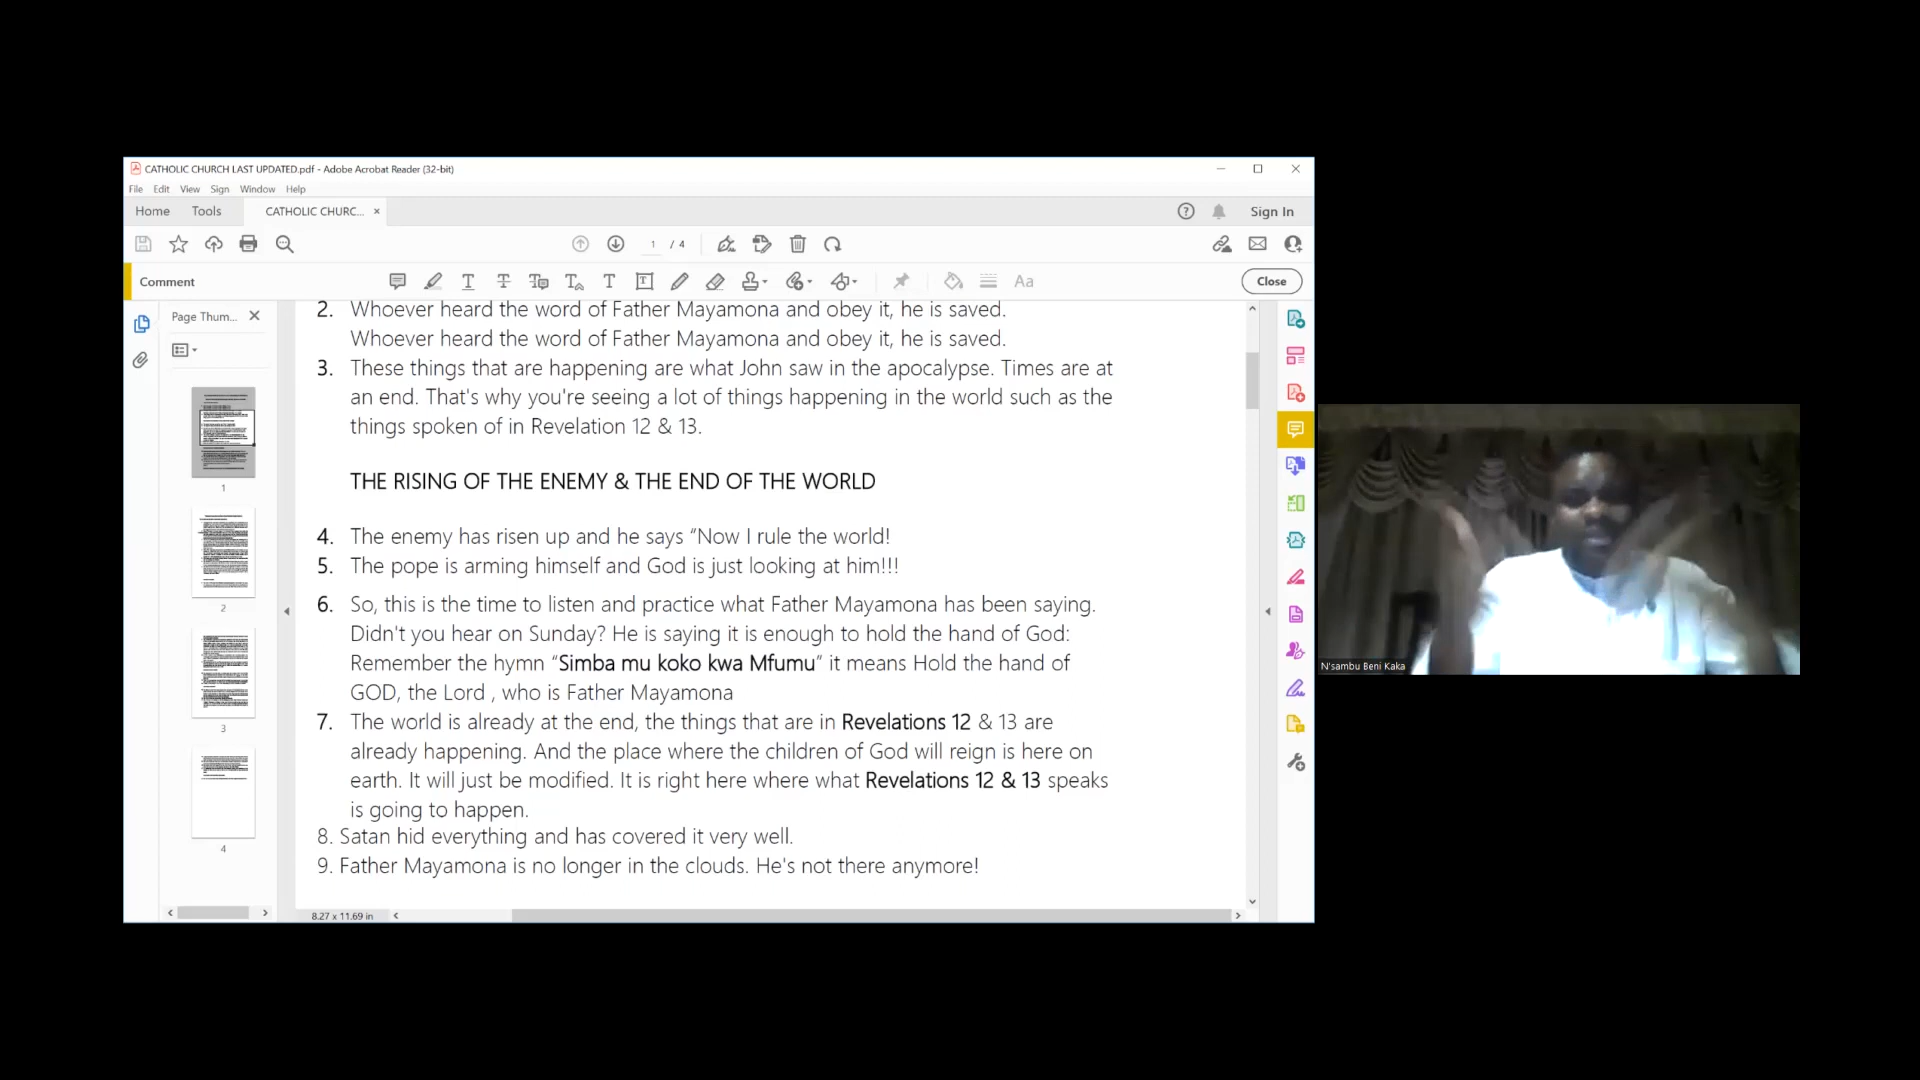 CATHOLIC CHURCH LAST UPDATED.pdf - Adobe Acrobat Reader (32-bit)
File Edit View Sign Window Help
Home Tools CATHOLIC CHURC... × Sign In
1 / 4
Comment
Close
Page Thum...
1
2
3
4
2. Whoever heard the word of Father Mayamona and obey it, he is saved.
Whoever heard the word of Father Mayamona and obey it, he is saved.
3. These things that are happening are what John saw in the apocalypse. Times are at
an end. That's why you're seeing a lot of things happening in the world such as the
things spoken of in Revelation 12 & 13.
THE RISING OF THE ENEMY & THE END OF THE WORLD
4. The enemy has risen up and he says “Now I rule the world!
5. The pope is arming himself and God is just looking at him!!!
6. So, this is the time to listen and practice what Father Mayamona has been saying.
Didn't you hear on Sunday? He is saying it is enough to hold the hand of God:
Remember the hymn “Simba mu koko kwa Mfumu” it means Hold the hand of
GOD, the Lord , who is Father Mayamona
7. The world is already at the end, the things that are in Revelations 12 & 13 are
already happening. And the place where the children of God will reign is here on
earth. It will just be modified. It is right here where what Revelations 12 & 13 speaks
is going to happen.
8. Satan hid everything and has covered it very well.
9. Father Mayamona is no longer in the clouds. He's not there anymore!
8.27 x 11.69 in
N'sambu Beni Kaka